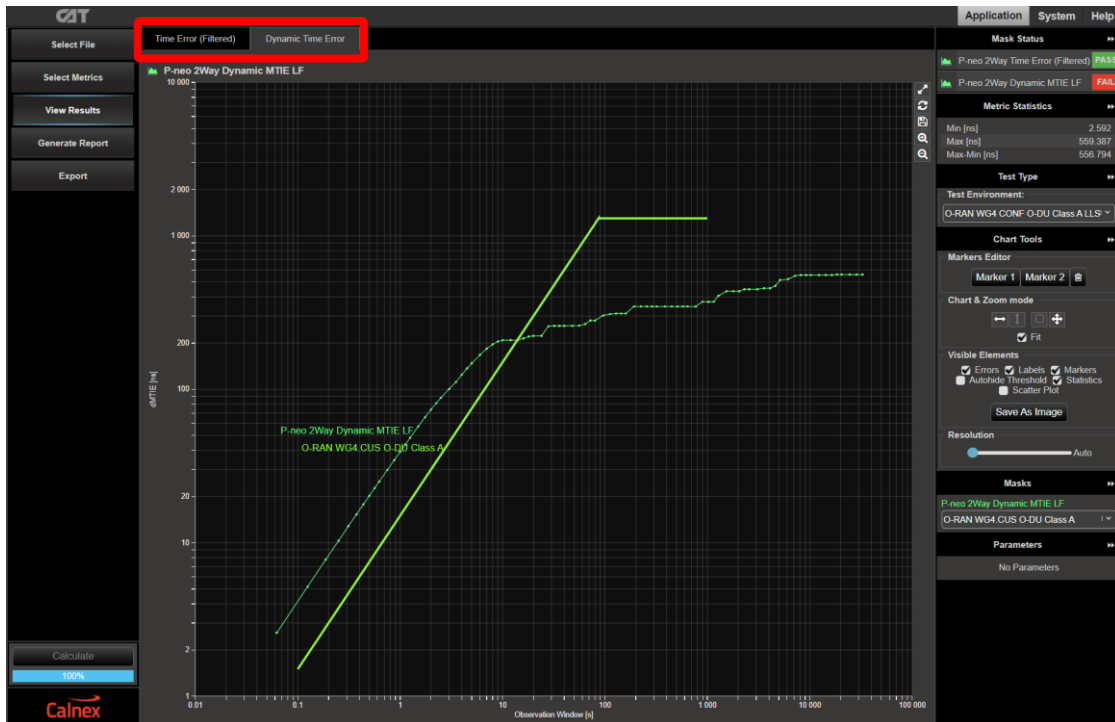 CAT
Application System Help
Select File
Select Metrics
View Results
Generate Report
Export
Calculate
100%
Calnex
Time Error (Filtered) Dynamic Time Error
P-neo 2Way Dynamic MTIE LF
10 000
2 000
1 000
200
100
20
10
2
1
dMTIE [ns]
P-neo 2Way Dynamic MTIE LF
O-RAN WG4.CUS O-DU Class A
0.01 0.1 1 10 100 1 000 10 000 100 000
Observation Window [s]
Mask Status
P-neo 2Way Time Error (Filtered) PASS
P-neo 2Way Dynamic MTIE LF FAIL
Metric Statistics
Min [ns] 2.592
Max [ns] 559.387
Max-Min [ns] 556.794
Test Type
Test Environment:
O-RAN WG4 CONF O-DU Class A LLS
Chart Tools
Markers Editor
Marker 1 Marker 2
Chart & Zoom mode
Fit
Visible Elements
Errors Labels Markers
Autohide Threshold Statistics
Scatter Plot
Save As Image
Resolution
Auto
Masks
P-neo 2Way Dynamic MTIE LF
O-RAN WG4.CUS O-DU Class A
Parameters
No Parameters